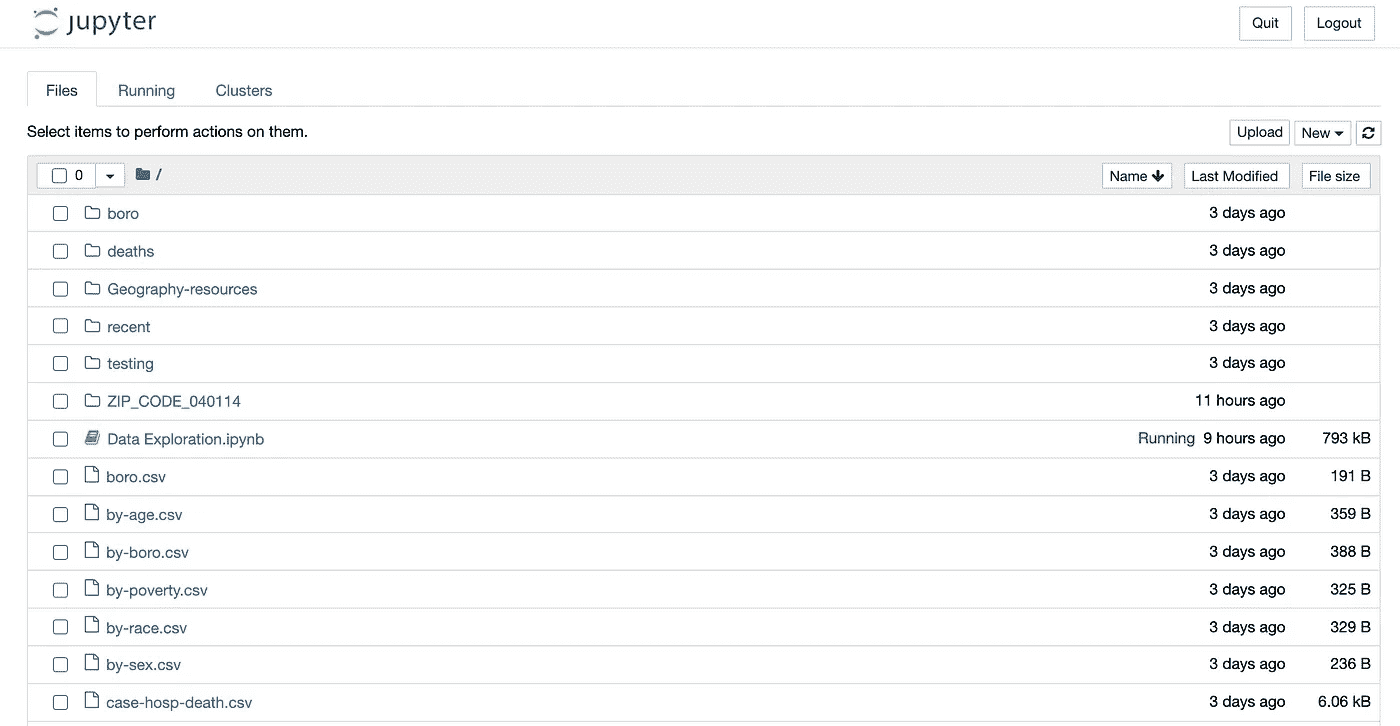 jupyter
Quit Logout
Files Running Clusters
Select items to perform actions on them.
Upload New
0 / Name Last Modified File size
boro 3 days ago
deaths 3 days ago
Geography-resources 3 days ago
recent 3 days ago
testing 3 days ago
ZIP_CODE_040114 11 hours ago
Data Exploration.ipynb Running 9 hours ago 793 kB
boro.csv 3 days ago 191 B
by-age.csv 3 days ago 359 B
by-boro.csv 3 days ago 388 B
by-poverty.csv 3 days ago 325 B
by-race.csv 3 days ago 329 B
by-sex.csv 3 days ago 236 B
case-hosp-death.csv 3 days ago 6.06 kB